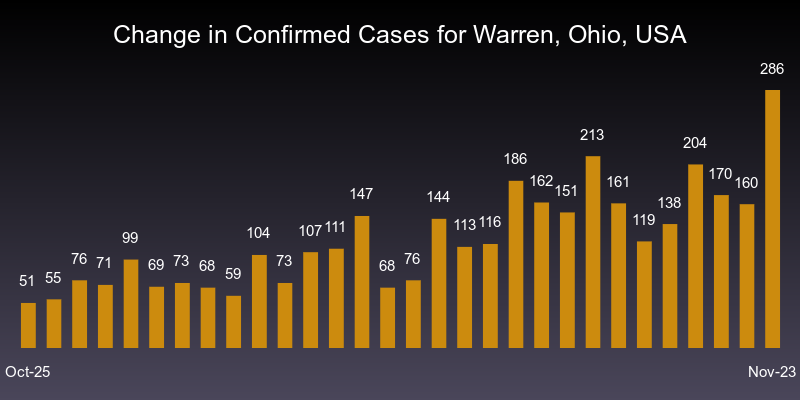 Change in Confirmed Cases for Warren, Ohio, USA
51 55 76 71 99 69 73 68 59 104 73 107 111 147 68 76 144 113 116 186 162 151 213 161 119 138 204 170 160 286
Oct-25 Nov-23